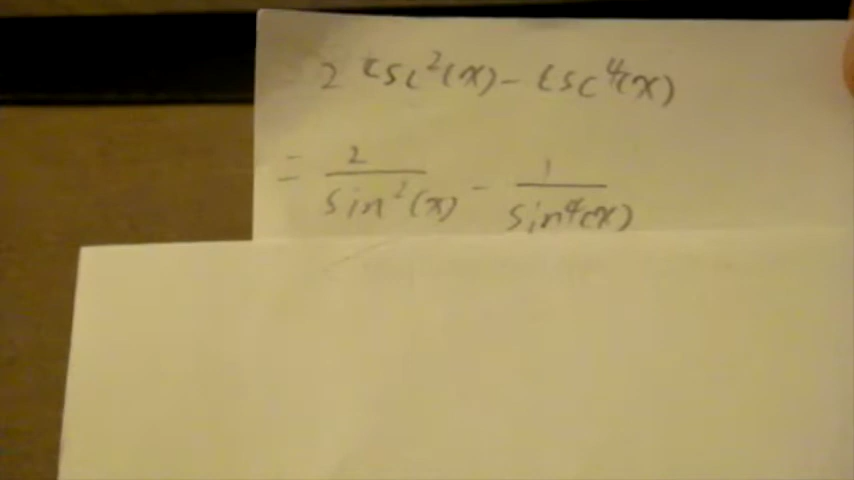 2 csc²(x) - csc⁴(x)
= 2/sin²(x) - 1/sin⁴(x)